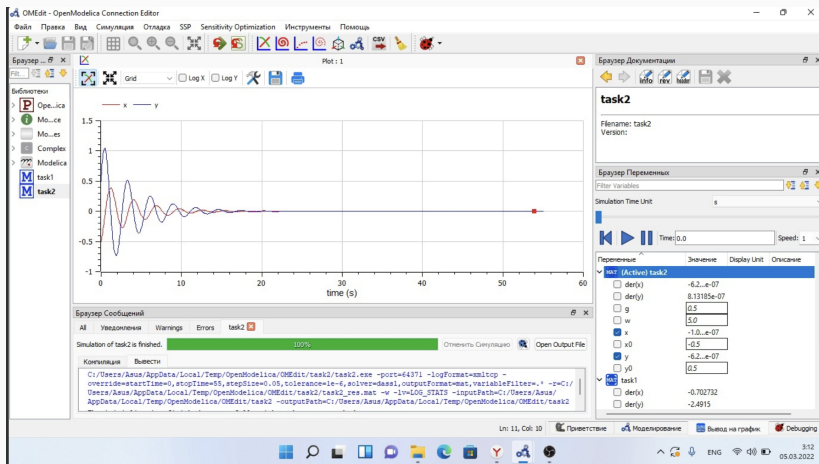 OMEdit - OpenModelica Connection Editor
Файл Правка Вид Симуляция Отладка SSP Sensitivity Optimization Инструменты Помощь
CSV
Браузер ...
Plot : 1
Браузер Документации
Grid
Log X
Log Y
info rev
Библиотеки
P Ope...ica
Mo...ce
Mo...es
Complex
Modelica
M task1
M task2
x y
1.5
1
0.5
0
-0.5
-1
0 10 20 30 40 50 60
time (s)
task2
Filename: task2
Version:
Браузер Переменных
Filter Variables
Simulation Time Unit s
Time: 0.0 Speed: 1
Переменные Значение Display Unit Описание
MAT (Active) task2
der(x) -6.2...e-07
der(y) 8.13185e-07
g 0.5
w 5.0
x -1.0...e-07
x0 -0.5
y -6.2...e-07
y0 0.5
MAT task1
der(x) -0.702732
der(y) -2.4915
Браузер Сообщений
All Уведомления Warnings Errors task2
Simulation of task2 is finished. 100% Отменить Симуляцию Open Output File
Компиляция Вывести
C:/Users/Asus/AppData/Local/Temp/OpenModelica/OMEdit/task2/task2.exe -port=64371 -logFormat=xmltcp -
override=startTime=0,stopTime=55,stepSize=0.05,tolerance=1e-6,solver=dassl,outputFormat=mat,variableFilter=.* -r=C:/
Users/Asus/AppData/Local/Temp/OpenModelica/OMEdit/task2/task2_res.mat -w -lv=LOG_STATS -inputPath=C:/Users/Asus/
AppData/Local/Temp/OpenModelica/OMEdit/task2 -outputPath=C:/Users/Asus/AppData/Local/Temp/OpenModelica/OMEdit/task2
Ln: 11, Col: 10 Приветствие Моделирование Вывод на график Debugging
ENG
3:12
05.03.2022